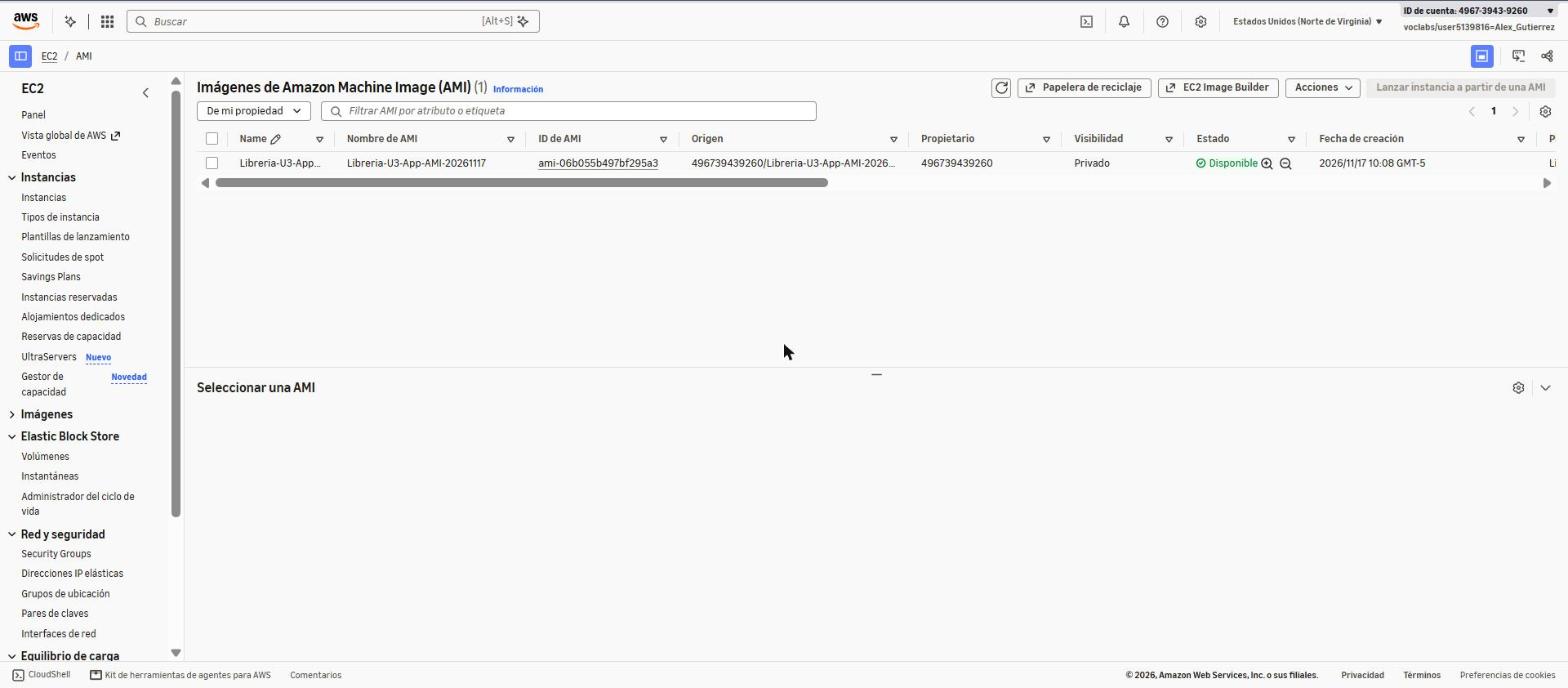 aws
Buscar
[Alt+S]
Estados Unidos (Norte de Virginia)
ID de cuenta: 4967-3943-9260
voclabs/user5139816=Alex_Gutierrez
EC2 / AMI
EC2
Panel
Vista global de AWS
Eventos
Instancias
Instancias
Tipos de instancia
Plantillas de lanzamiento
Solicitudes de spot
Savings Plans
Instancias reservadas
Alojamientos dedicados
Reservas de capacidad
UltraServers Nuevo
Gestor de Novedad
capacidad
Imágenes
Elastic Block Store
Volúmenes
Instantáneas
Administrador del ciclo de
vida
Red y seguridad
Security Groups
Direcciones IP elásticas
Grupos de ubicación
Pares de claves
Interfaces de red
Equilibrio de carga
Imágenes de Amazon Machine Image (AMI) (1) Información
Papelera de reciclaje
EC2 Image Builder
Acciones
Lanzar instancia a partir de una AMI
De mi propiedad
Filtrar AMI por atributo o etiqueta
1
Name Nombre de AMI ID de AMI Origen Propietario Visibilidad Estado Fecha de creación P
Libreria-U3-App... Libreria-U3-App-AMI-20261117 ami-06b055b497bf295a3 496739439260/Libreria-U3-App-AMI-2026... 496739439260 Privado Disponible 2026/11/17 10:08 GMT-5 Li
Seleccionar una AMI
CloudShell
Kit de herramientas de agentes para AWS
Comentarios
© 2026, Amazon Web Services, Inc. o sus filiales.
Privacidad
Términos
Preferencias de cookies